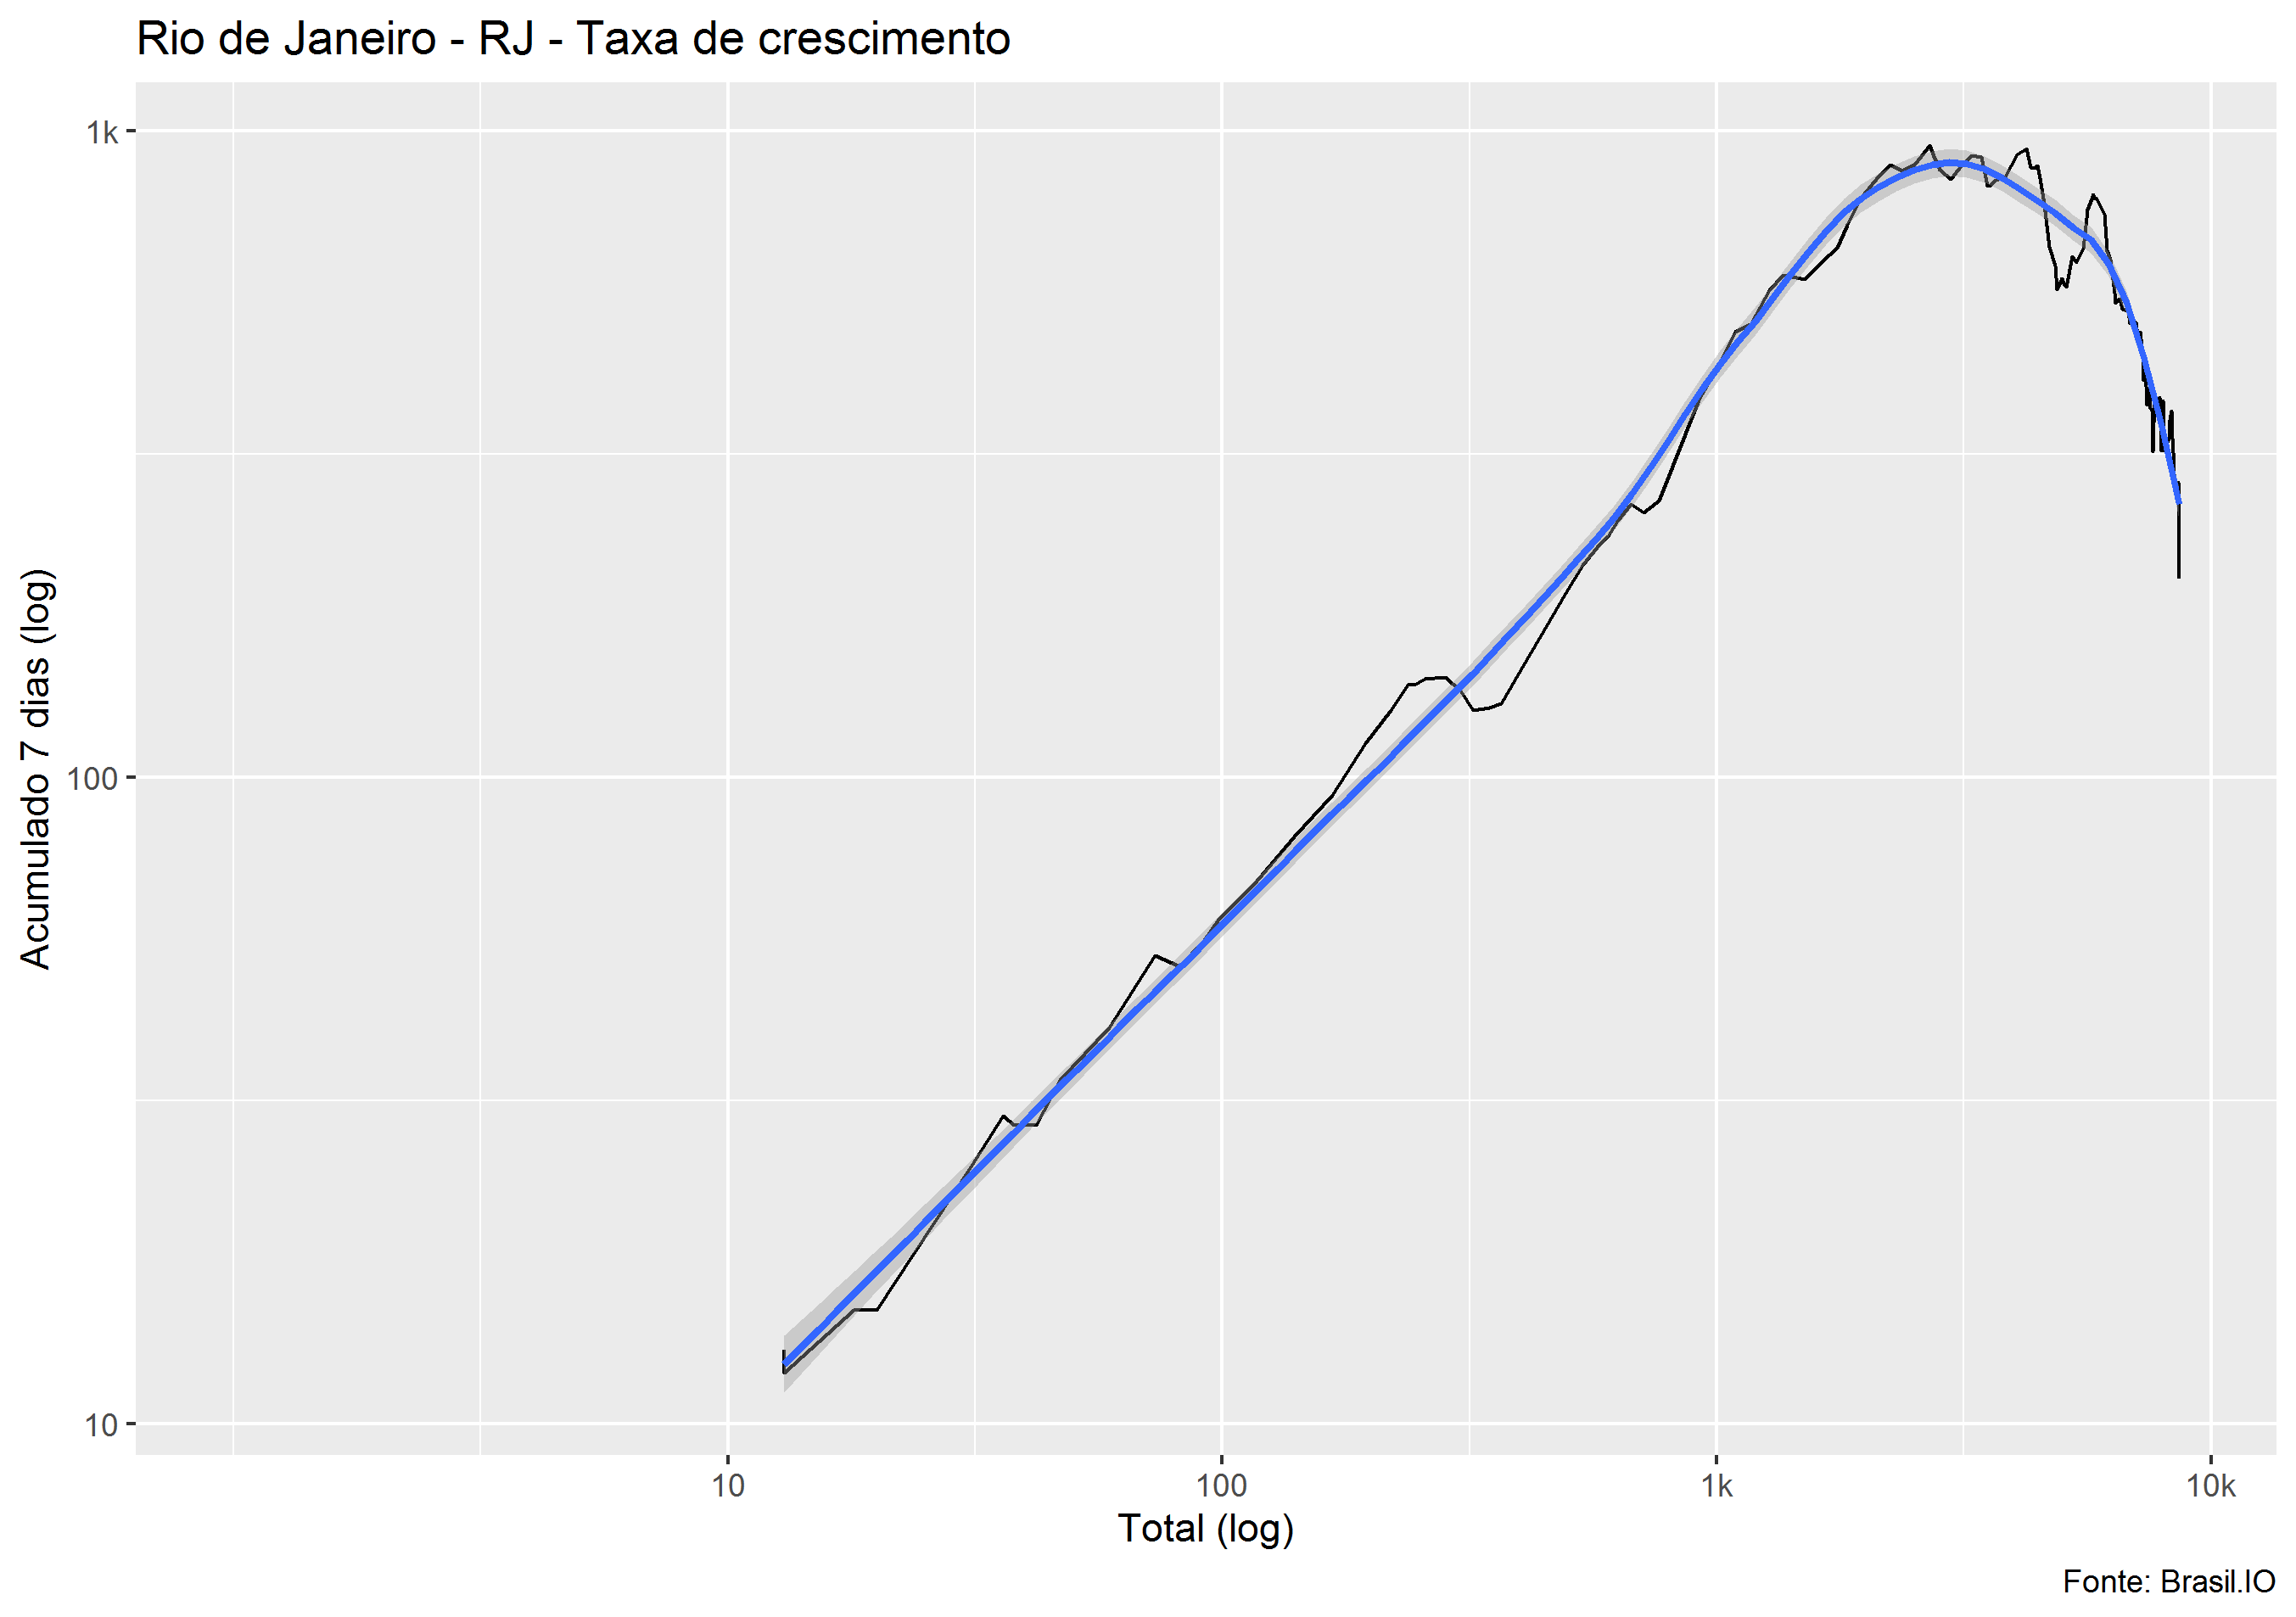 Rio de Janeiro - RJ - Taxa de crescimento
1k
100
10
Acumulado 7 dias (log)
10 100 1k 10k
Total (log)
Fonte: Brasil.IO